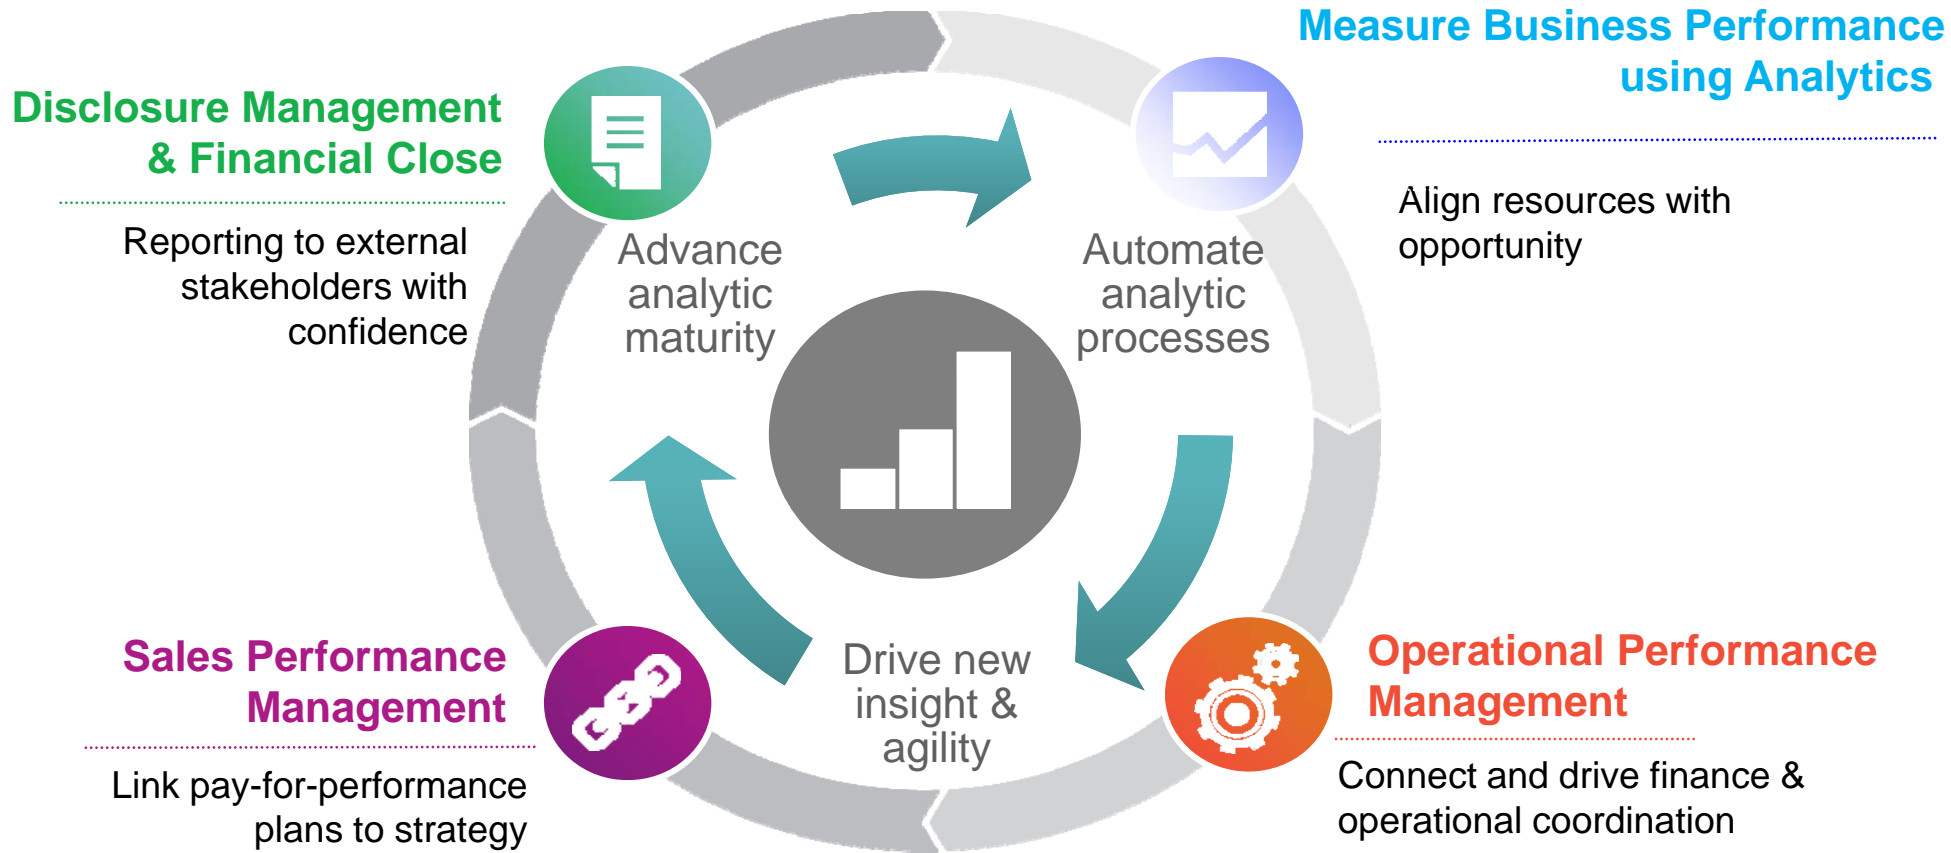 Measure Business Performance
using Analytics
Align resources with
opportunity
Disclosure Management
& Financial Close
Reporting to external
stakeholders with
confidence
Advance
analytic
maturity
Automate
analytic
processes
Drive new
insight &
agility
Sales Performance
Management
Link pay-for-performance
plans to strategy
Operational Performance
Management
Connect and drive finance &
operational coordination